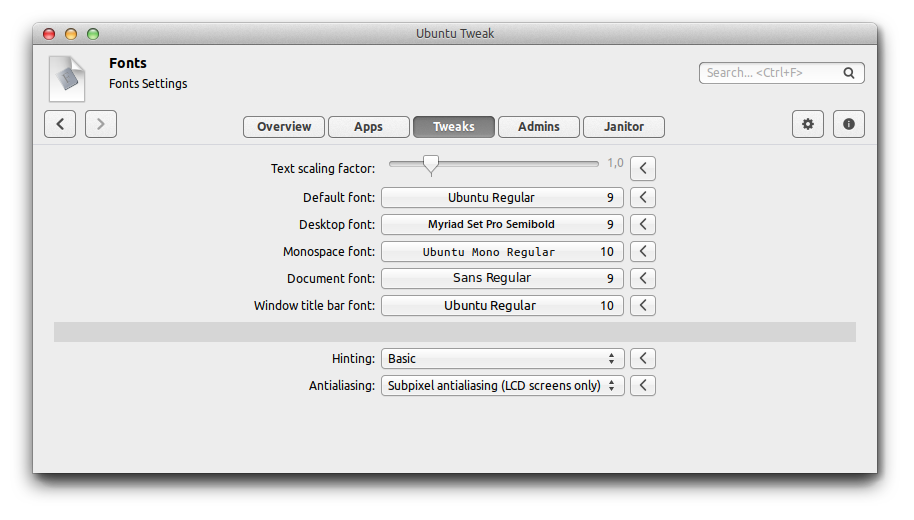 Ubuntu Tweak
Fonts
Fonts Settings
Search... <Ctrl+F>
Overview Apps Tweaks Admins Janitor
Text scaling factor: 1,0
Default font: Ubuntu Regular 9
Desktop font: Myriad Set Pro Semibold 9
Monospace font: Ubuntu Mono Regular 10
Document font: Sans Regular 9
Window title bar font: Ubuntu Regular 10
Hinting: Basic
Antialiasing: Subpixel antialiasing (LCD screens only)